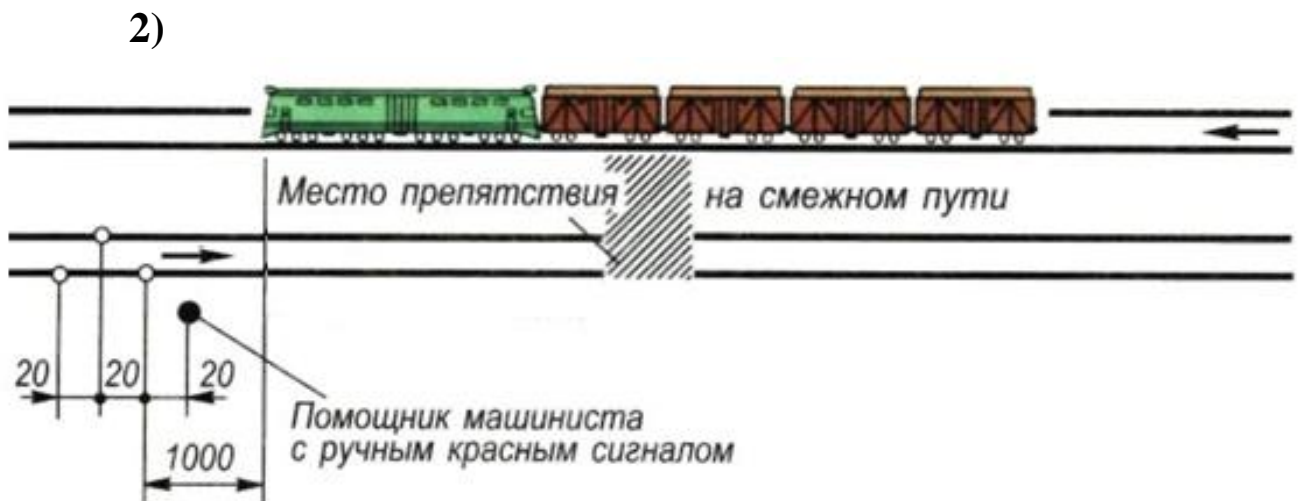 2)
Место препятствия на смежном пути
20 20 20
Помощник машиниста
с ручным красным сигналом
1000